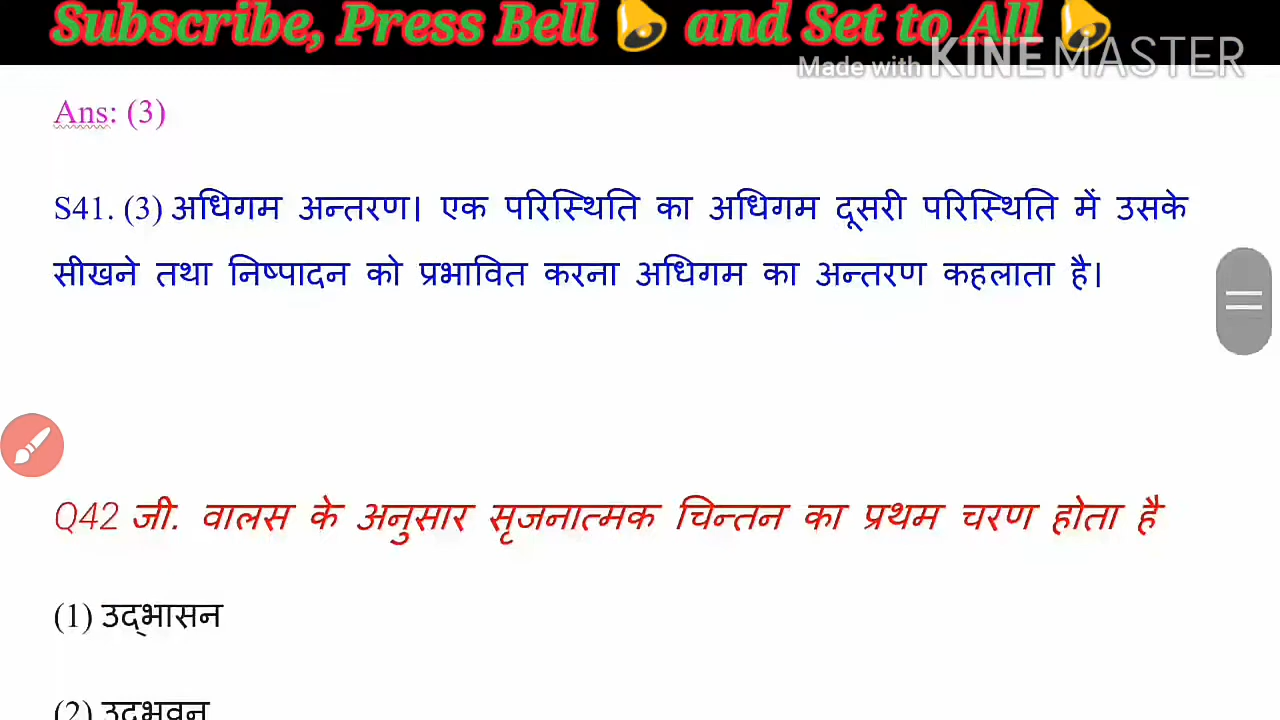 Subscribe, Press Bell and Set to All
Made with KINEMASTER
Ans: (3)
S41. (3) अधिगम अन्तरण। एक परिस्थिति का अधिगम दूसरी परिस्थिति में उसके
सीखने तथा निष्पादन को प्रभावित करना अधिगम का अन्तरण कहलाता है।
Q42 जी. वालस के अनुसार सृजनात्मक चिन्तन का प्रथम चरण होता है
(1) उद्‌भासन
(2) उदभवन